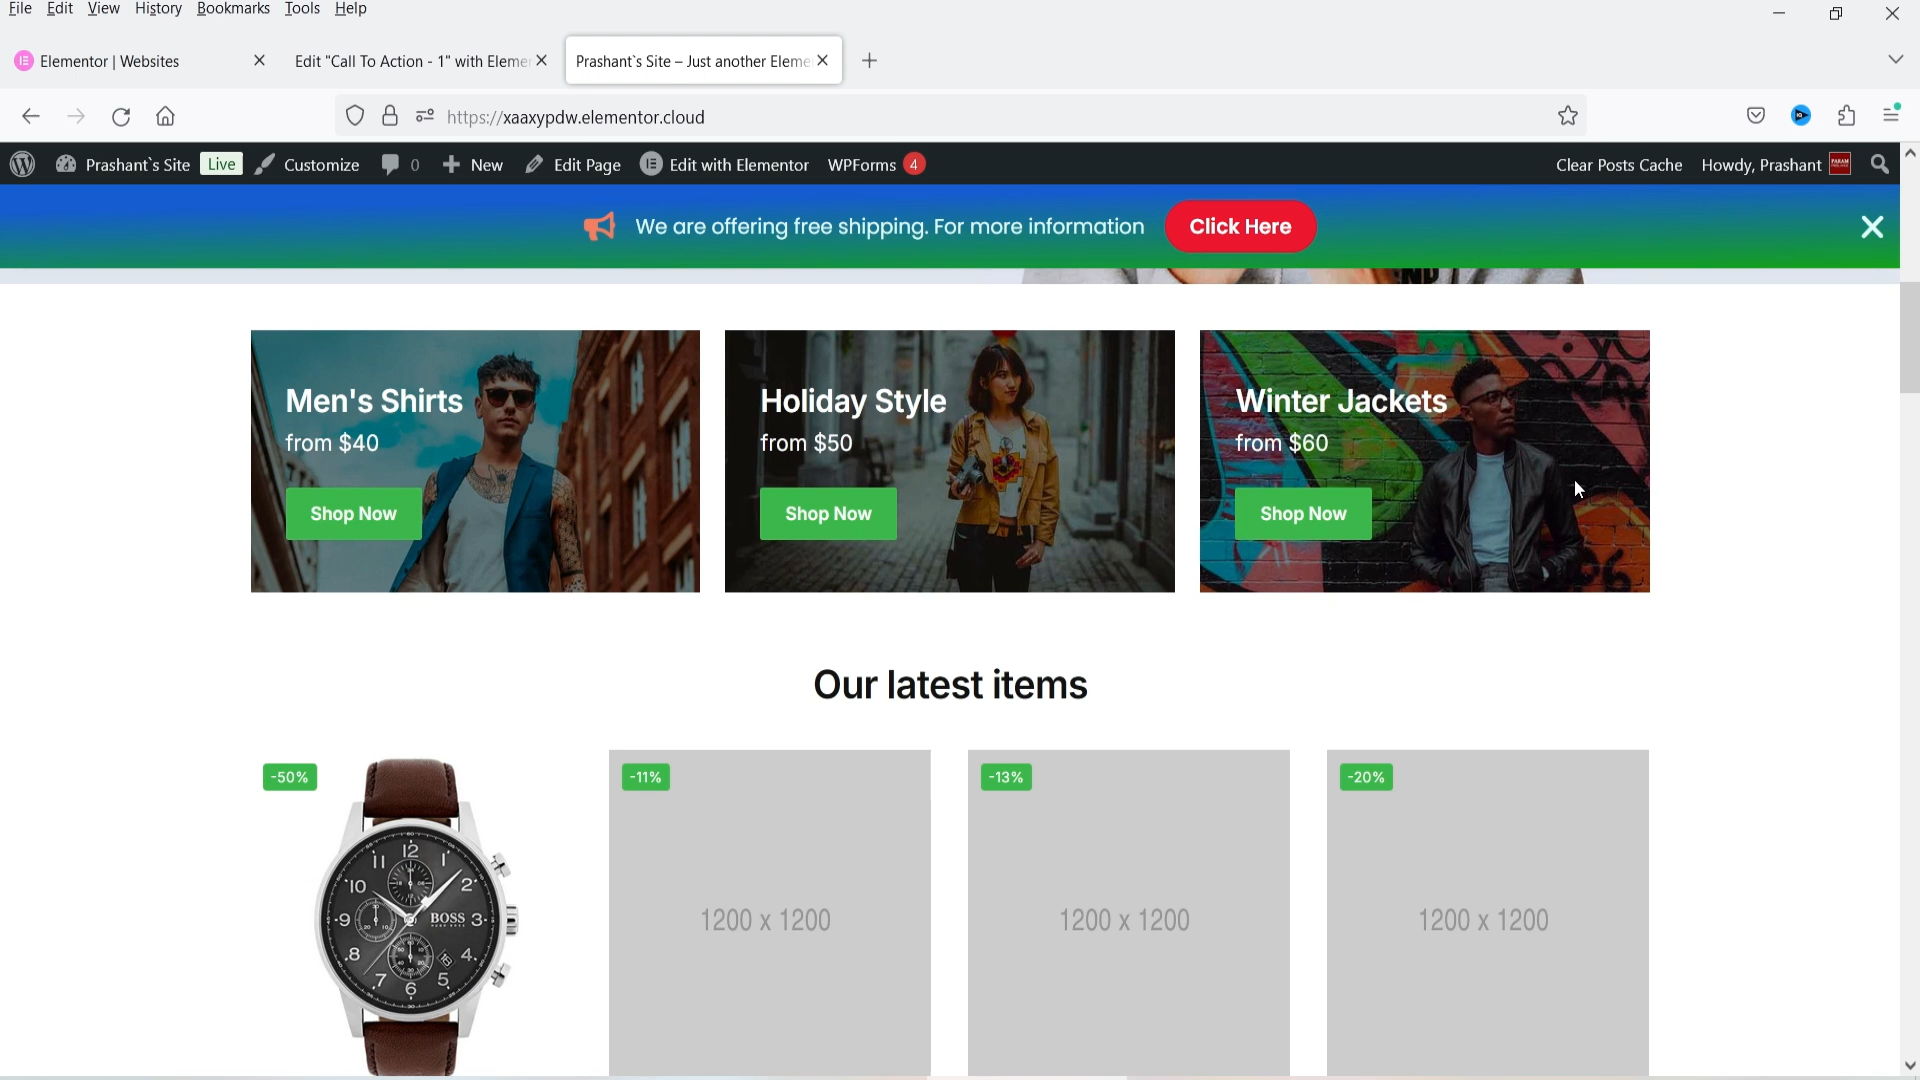 File Edit View History Bookmarks Tools Help
Elementor | Websites
Edit "Call To Action - 1" with Eleme
Prashant`s Site – Just another Eleme
https://xaaxypdw.elementor.cloud
Prashant`s Site Live Customize 0 New Edit Page Edit with Elementor WPForms 4 Clear Posts Cache Howdy, Prashant
We are offering free shipping. For more information Click Here
Men's Shirts
from $40
Shop Now
Holiday Style
from $50
Shop Now
Winter Jackets
from $60
Shop Now
Our latest items
-50%
-11%
-13%
-20%
BOSS
1200 x 1200
1200 x 1200
1200 x 1200